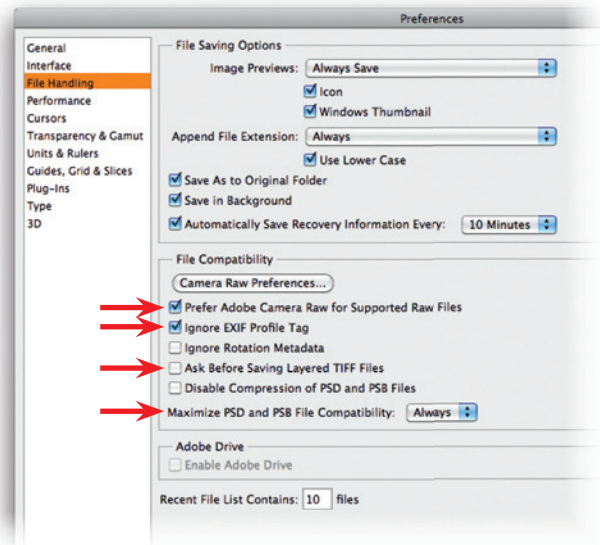 Preferences
General
Interface
File Handling
Performance
Cursors
Transparency & Gamut
Units & Rulers
Guides, Grid & Slices
Plug-Ins
Type
3D
File Saving Options
Image Previews: Always Save
Icon
Windows Thumbnail
Append File Extension: Always
Use Lower Case
Save As to Original Folder
Save in Background
Automatically Save Recovery Information Every: 10 Minutes
File Compatibility
Camera Raw Preferences...
Prefer Adobe Camera Raw for Supported Raw Files
Ignore EXIF Profile Tag
Ignore Rotation Metadata
Ask Before Saving Layered TIFF Files
Disable Compression of PSD and PSB Files
Maximize PSD and PSB File Compatibility: Always
Adobe Drive
Enable Adobe Drive
Recent File List Contains: 10 files